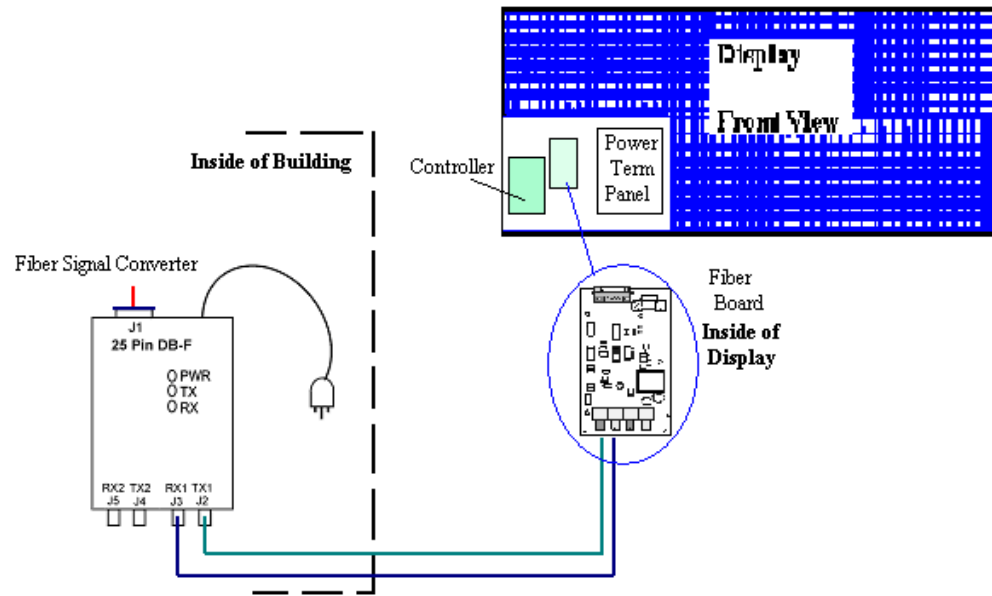 Display
Front View
Inside of Building
Controller
Power
Term
Panel
Fiber Signal Converter
Fiber
Board
Inside of
Display
J1
25 Pin DB-F
PWR
TX
RX
RX2 TX2 RX1 TX1
J5 J4 J3 J2